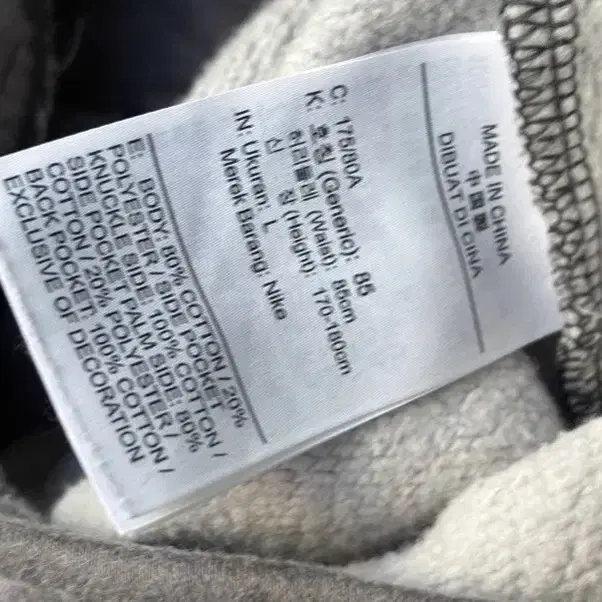 MADE IN CHINA
中国製
DIBUAT DI CINA
C: 175/80A
K: 호칭 (Generic): 85
허리둘레 (Waist): 85cm
신 장 (Height): 170-180cm
IN: Ukuran: L
Merek Barang: Nike
E: BODY: 80% COTTON / 20%
POLYESTER / SIDE POCKET
KNUCKLE SIDE: 100% COTTON /
SIDE POCKET PALM SIDE: 80%
COTTON / 20% POLYESTER /
BACK POCKET: 100% COTTON /
EXCLUSIVE OF DECORATION